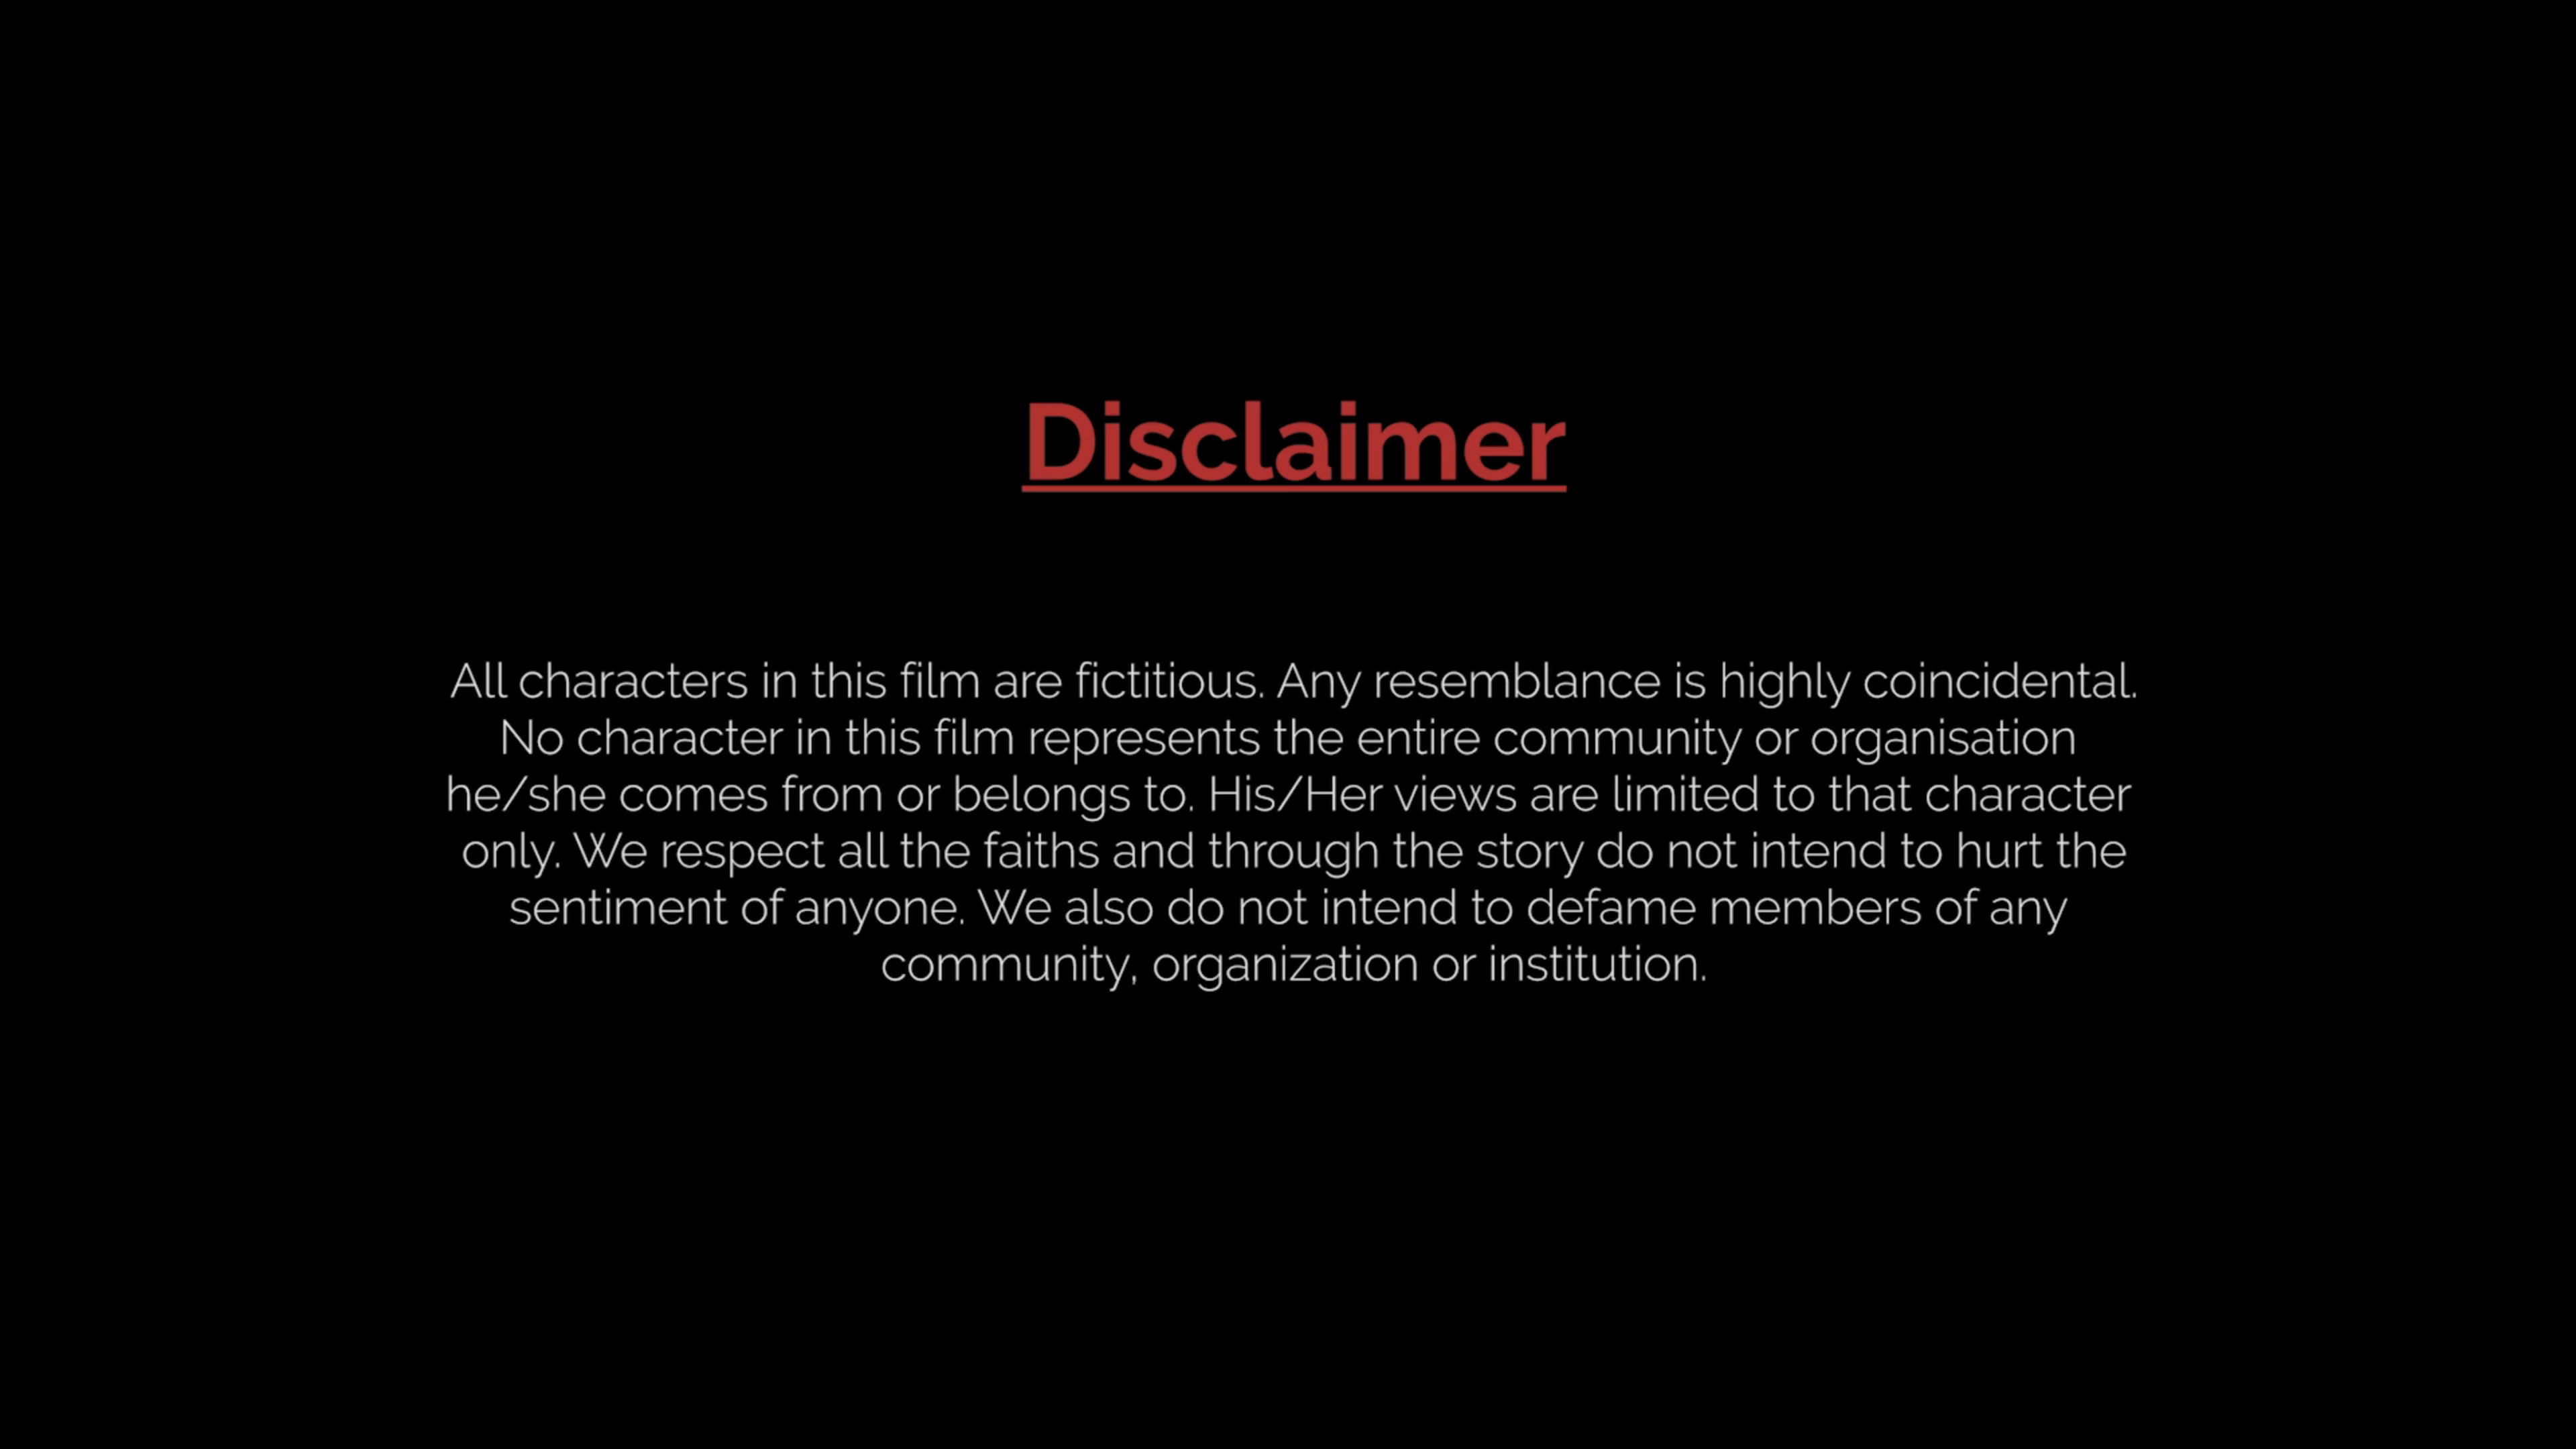 Disclaimer
All characters in this film are fictitious. Any resemblance is highly coincidental.
No character in this film represents the entire community or organisation
he/she comes from or belongs to. His/Her views are limited to that character
only. We respect all the faiths and through the story do not intend to hurt the
sentiment of anyone. We also do not intend to defame members of any
community, organization or institution.